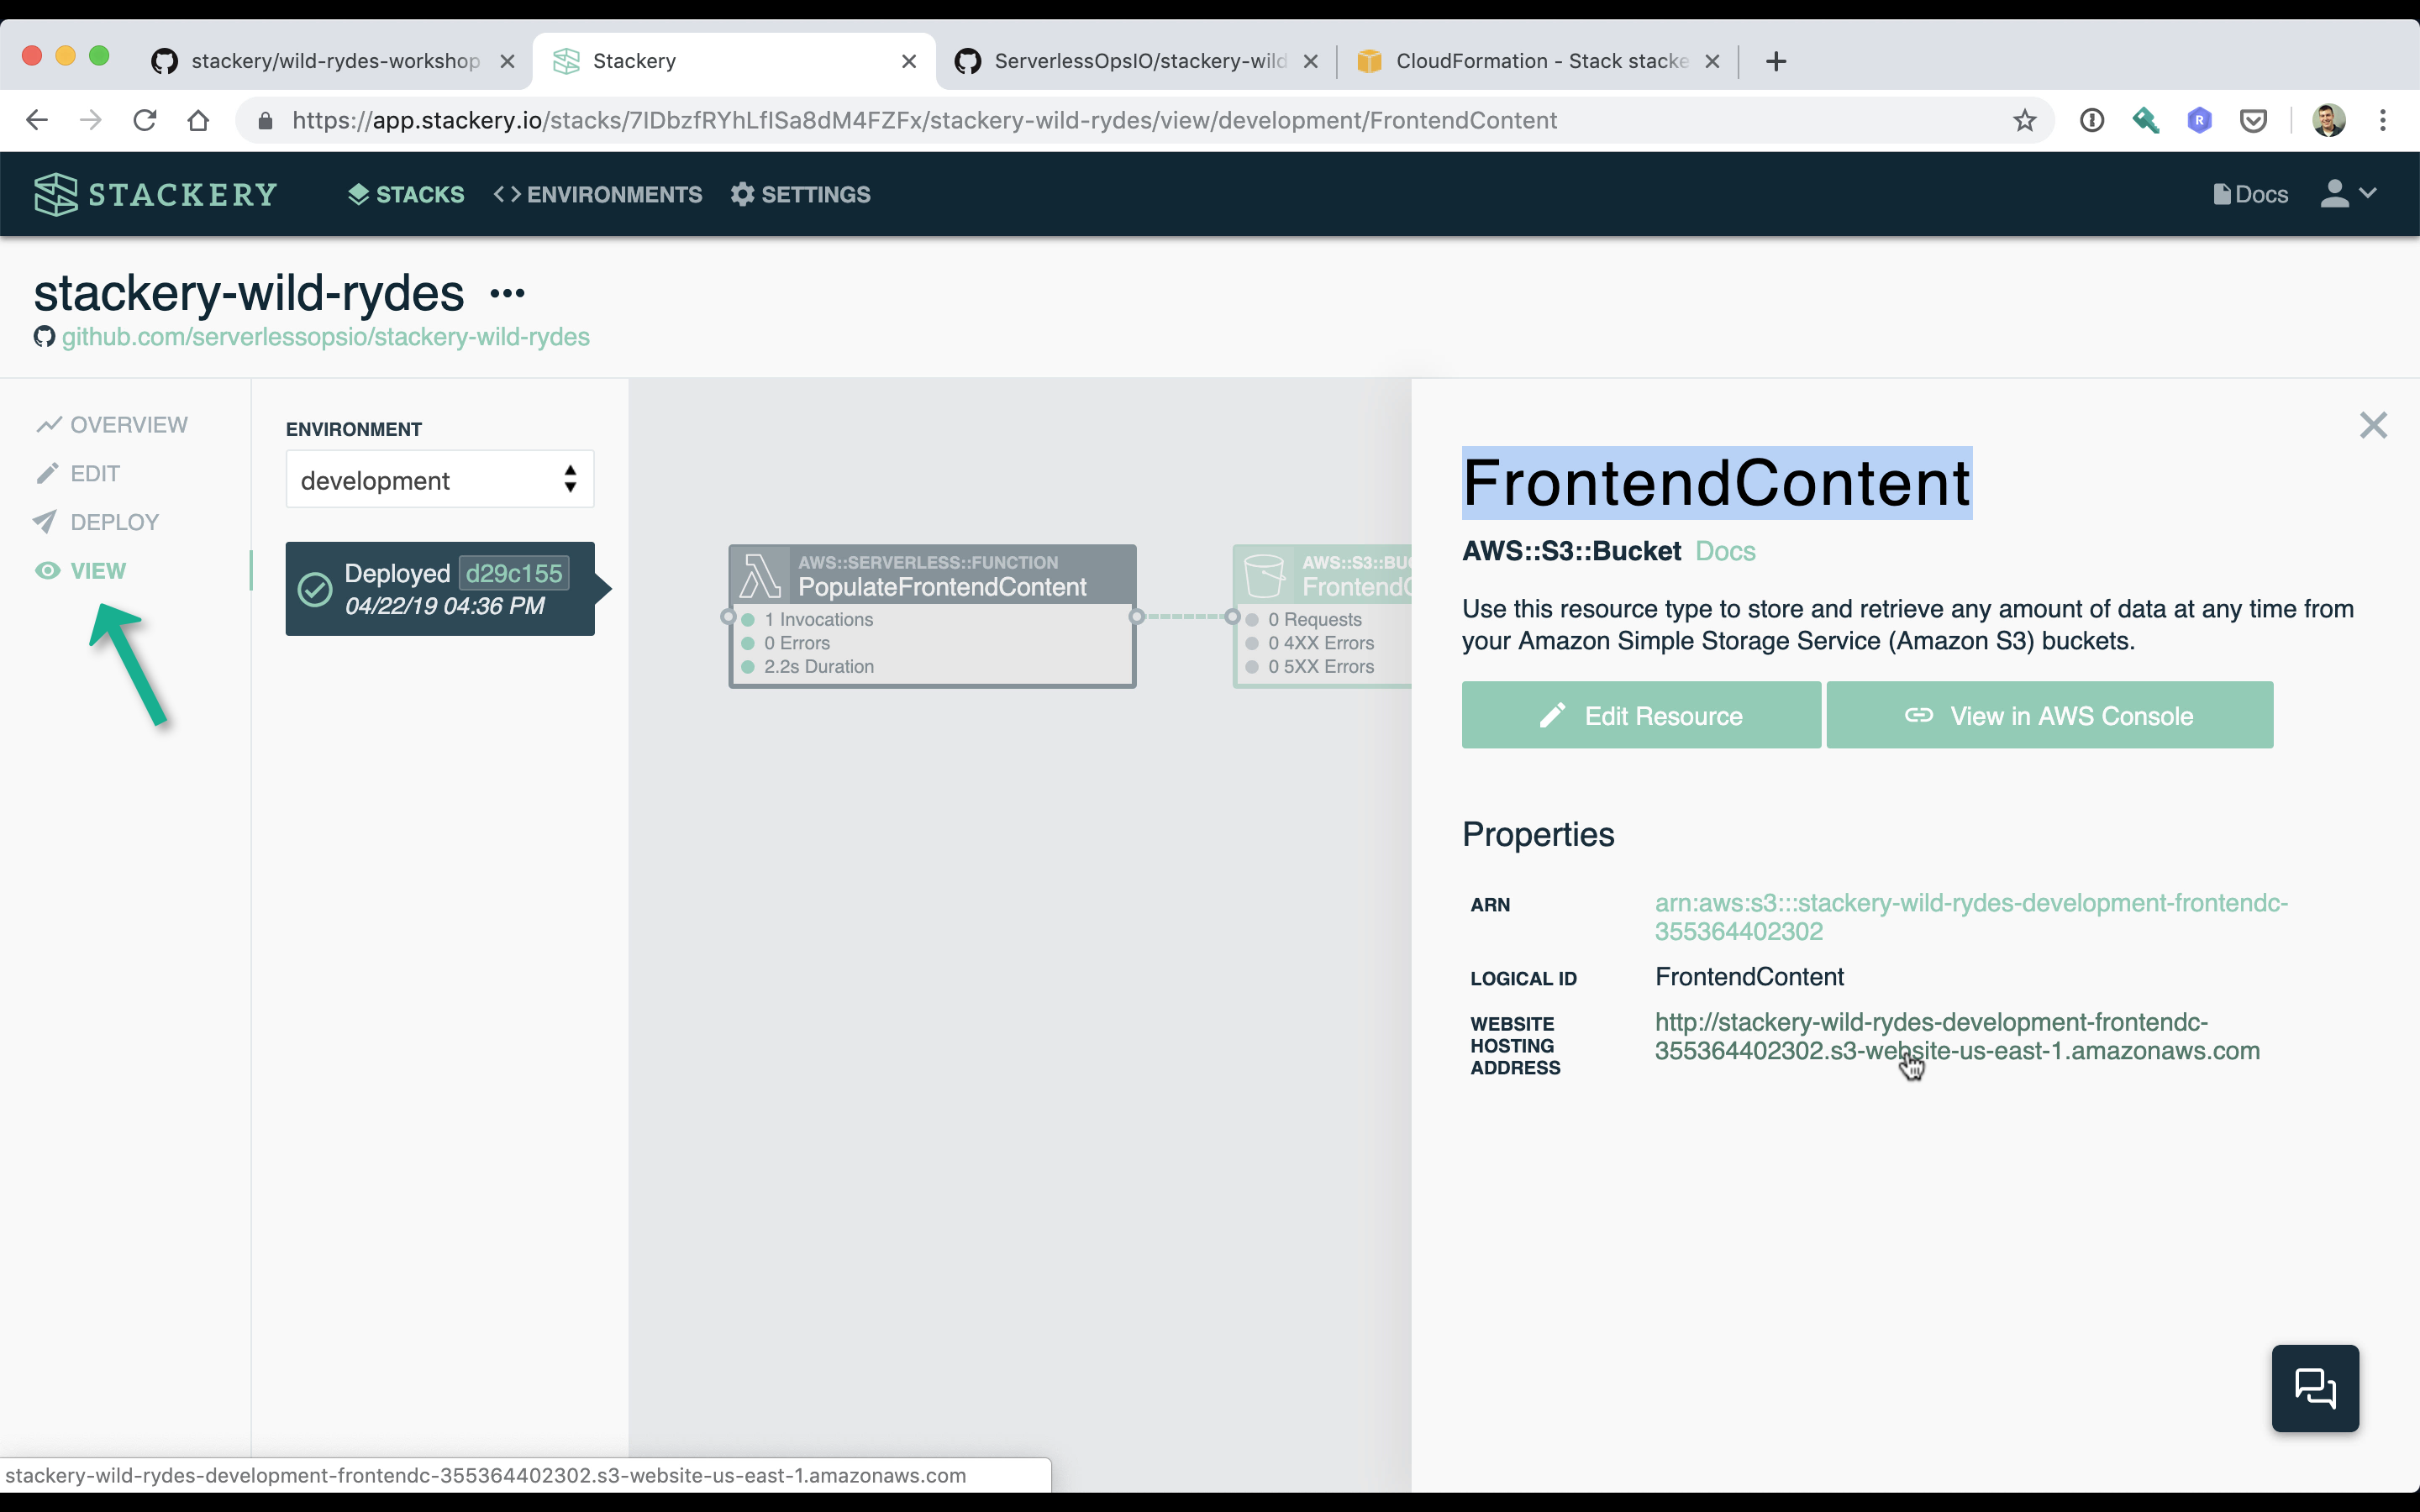 stackery/wild-rydes-workshop
Stackery
ServerlessOpsIO/stackery-wild
CloudFormation - Stack stacke
https://app.stackery.io/stacks/7IDbzfRYhLfISa8dM4FZFx/stackery-wild-rydes/view/development/FrontendContent
R
STACKERY
STACKS
ENVIRONMENTS
SETTINGS
Docs
stackery-wild-rydes
github.com/serverlessopsio/stackery-wild-rydes
OVERVIEW
EDIT
DEPLOY
VIEW
ENVIRONMENT
development
Deployed d29c155
04/22/19 04:36 PM
AWS::SERVERLESS::FUNCTION
PopulateFrontendContent
1 Invocations
0 Errors
2.2s Duration
AWS::S3::BUC
FrontendC
0 Requests
0 4XX Errors
0 5XX Errors
FrontendContent
AWS::S3::Bucket Docs
Use this resource type to store and retrieve any amount of data at any time from
your Amazon Simple Storage Service (Amazon S3) buckets.
Edit Resource
View in AWS Console
Properties
ARN
arn:aws:s3:::stackery-wild-rydes-development-frontendc-
355364402302
LOGICAL ID
FrontendContent
WEBSITE
HOSTING
ADDRESS
http://stackery-wild-rydes-development-frontendc-
355364402302.s3-website-us-east-1.amazonaws.com
stackery-wild-rydes-development-frontendc-355364402302.s3-website-us-east-1.amazonaws.com